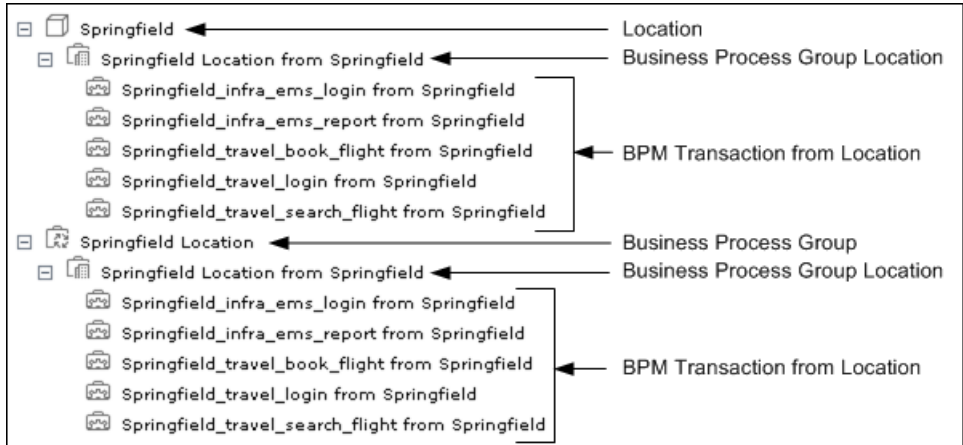 Springfield Location
Springfield Location from Springfield Business Process Group Location
Springfield_infra_ems_login from Springfield
Springfield_infra_ems_report from Springfield
Springfield_travel_book_flight from Springfield BPM Transaction from Location
Springfield_travel_login from Springfield
Springfield_travel_search_flight from Springfield
Springfield Location Business Process Group
Springfield Location from Springfield Business Process Group Location
Springfield_infra_ems_login from Springfield
Springfield_infra_ems_report from Springfield
Springfield_travel_book_flight from Springfield BPM Transaction from Location
Springfield_travel_login from Springfield
Springfield_travel_search_flight from Springfield